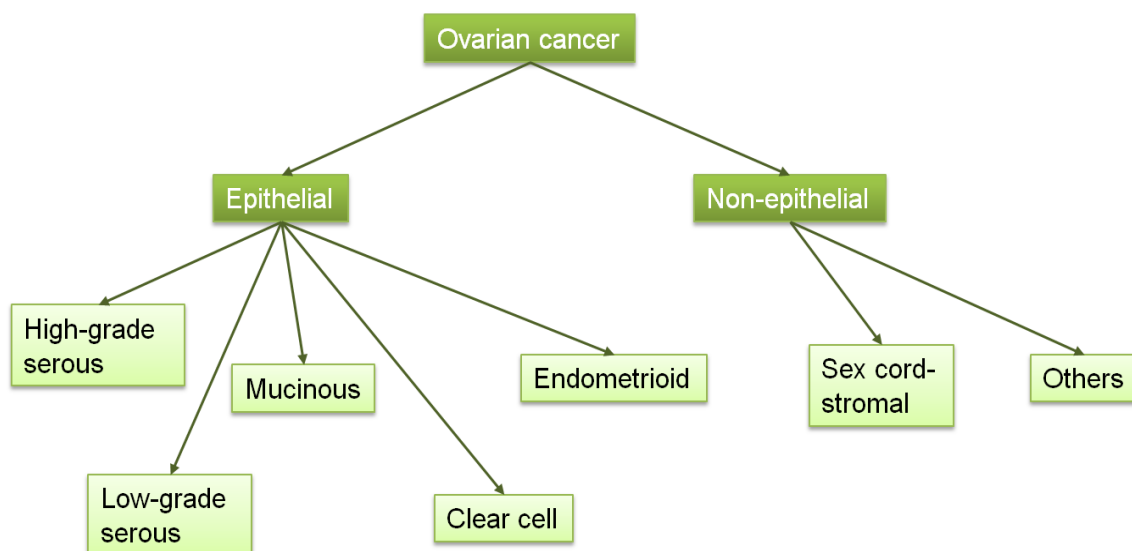 Ovarian cancer
Epithelial
Non-epithelial
High-grade
serous
Mucinous
Endometrioid
Sex cord-
stromal
Others
Low-grade
serous
Clear cell